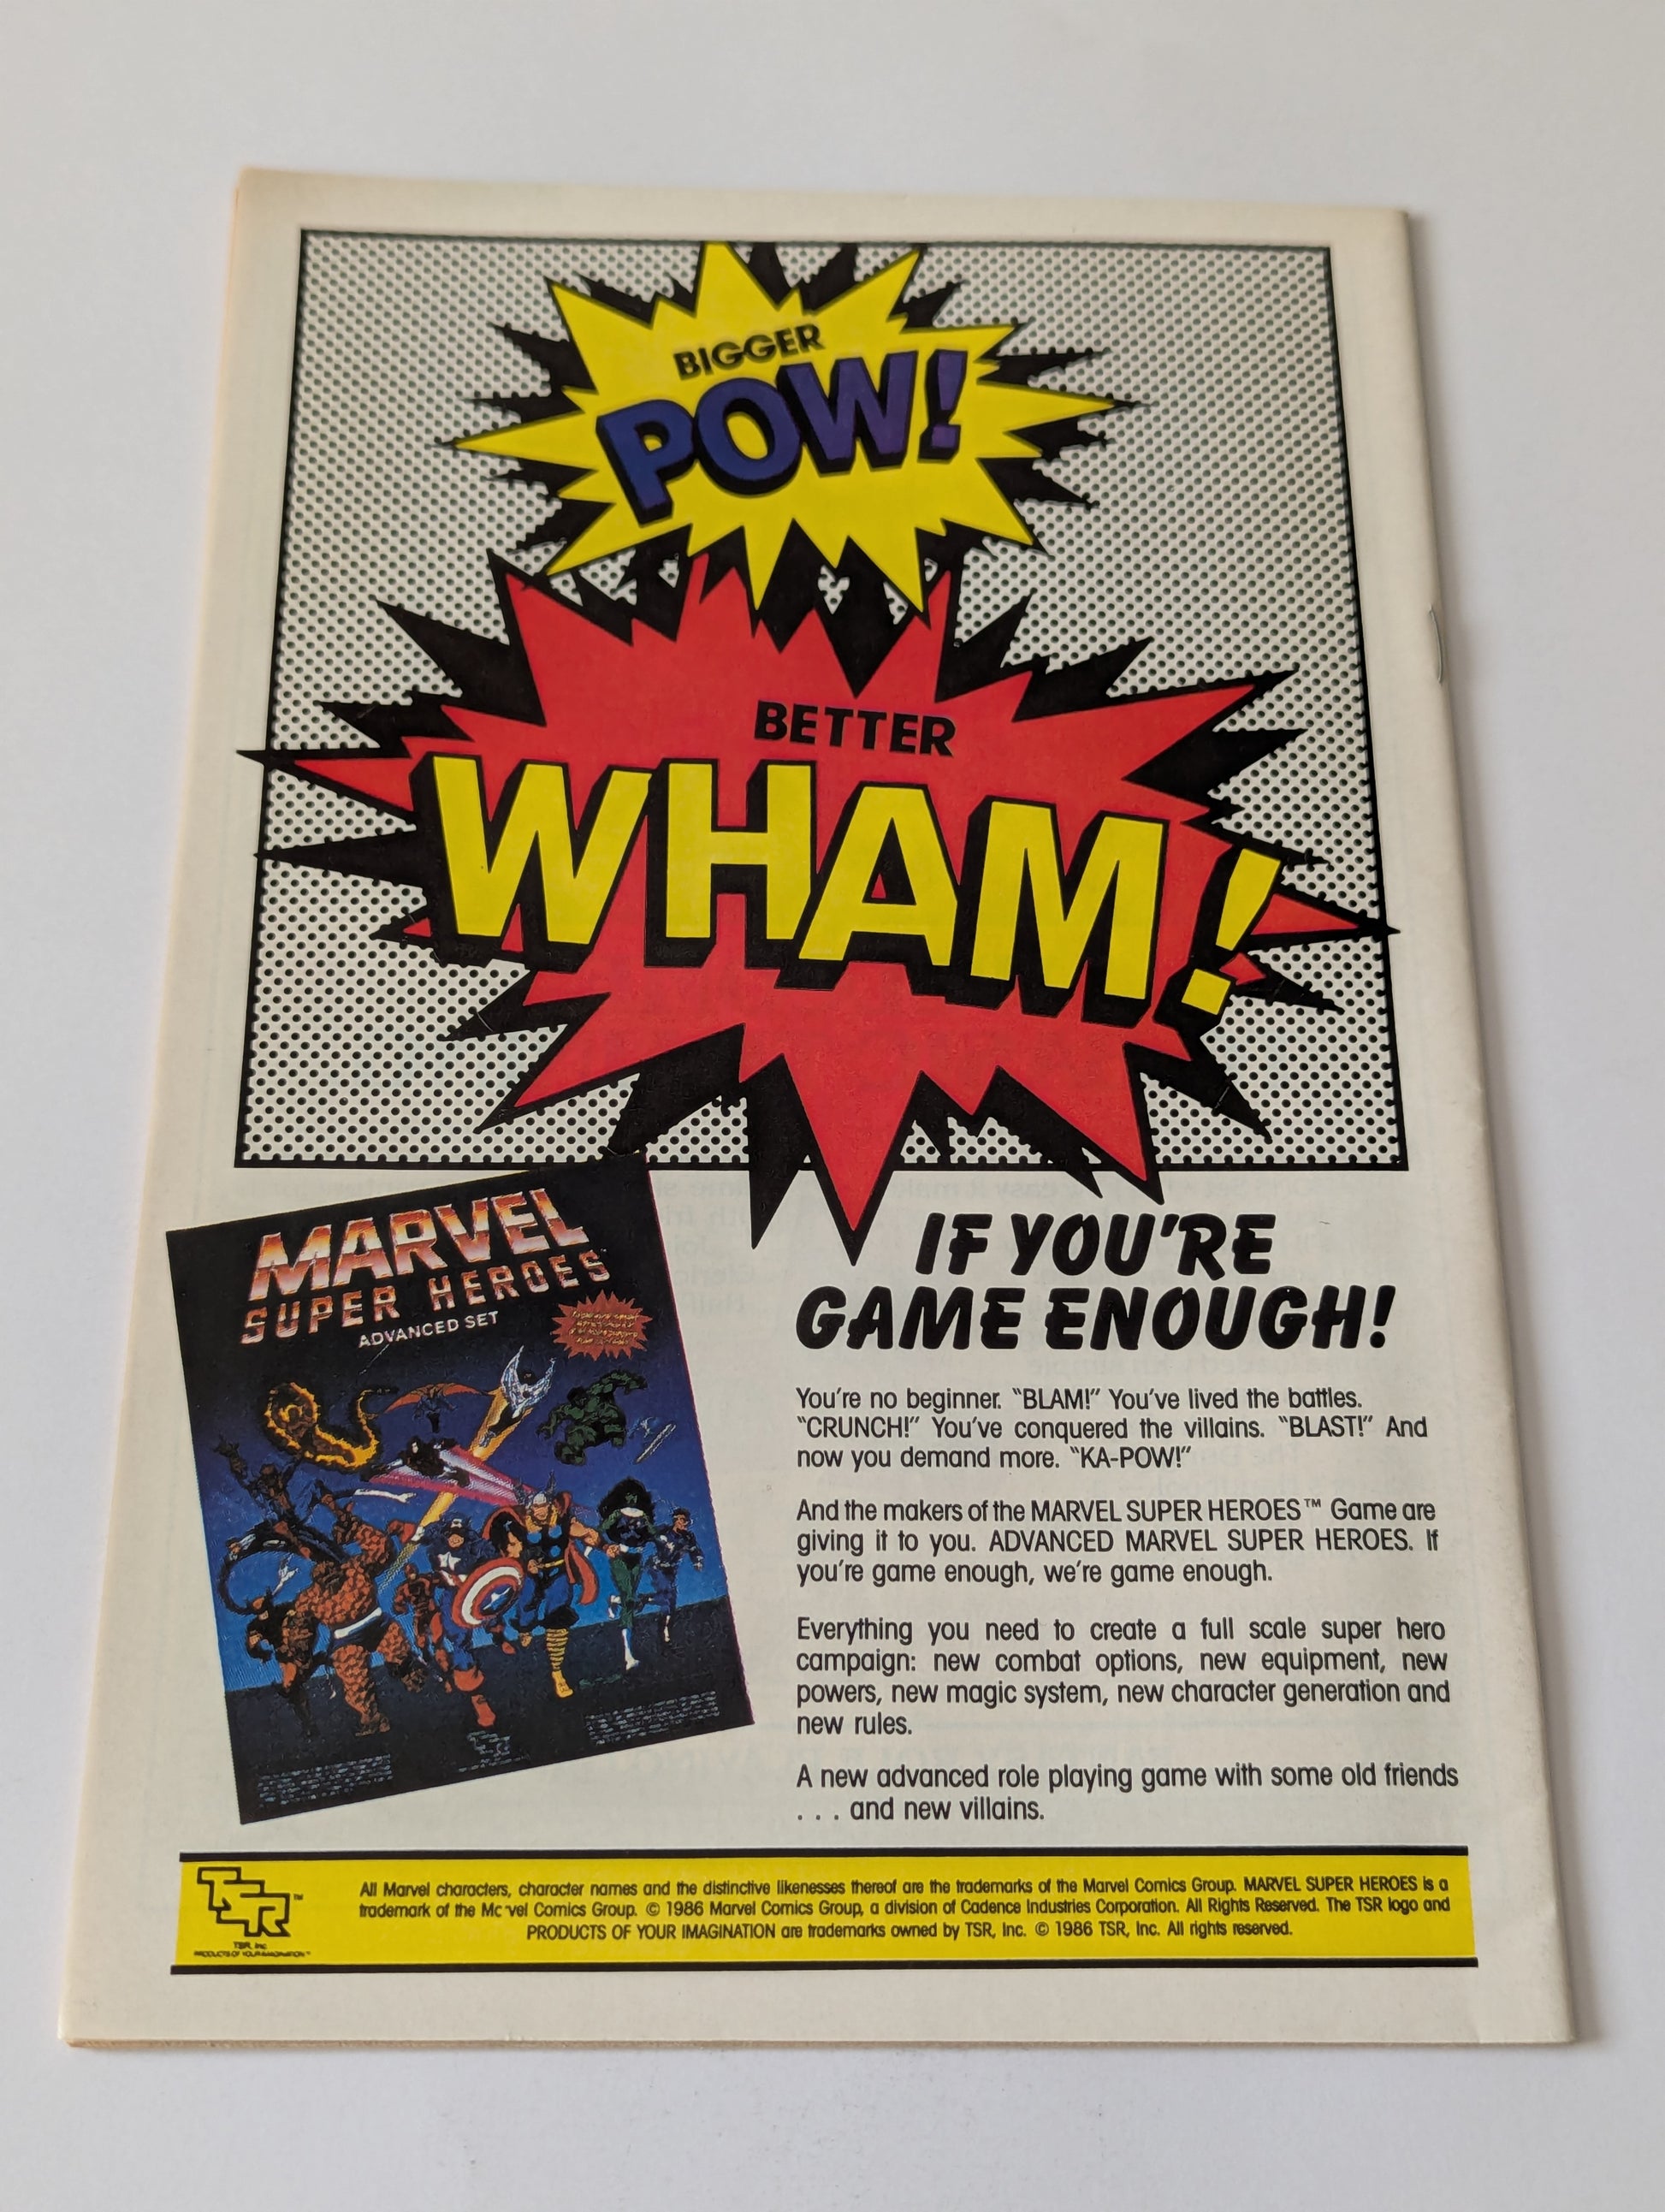 BIGGER
POW!
BETTER
WHAM!
MARVEL
SUPER HEROES
ADVANCED SET
IF YOU'RE
GAME ENOUGH!
You're no beginner. "BLAM!" You've lived the battles.
"CRUNCH!" You've conquered the villains. "BLAST!" And
now you demand more. "KA-POW!"
And the makers of the MARVEL SUPER HEROES™ Game are
giving it to you. ADVANCED MARVEL SUPER HEROES. If
you're game enough, we're game enough.
Everything you need to create a full scale super hero
campaign: new combat options, new equipment, new
powers, new magic system, new character generation and
new rules.
A new advanced role playing game with some old friends
. . . and new villains.
TSR™
TSR, Inc.
PRODUCTS OF YOUR IMAGINATION™
All Marvel characters, character names and the distinctive likenesses thereof are the trademarks of the Marvel Comics Group. MARVEL SUPER HEROES is a
trademark of the Marvel Comics Group. © 1986 Marvel Comics Group, a division of Cadence Industries Corporation. All Rights Reserved. The TSR logo and
PRODUCTS OF YOUR IMAGINATION are trademarks owned by TSR, Inc. © 1986 TSR, Inc. All rights reserved.